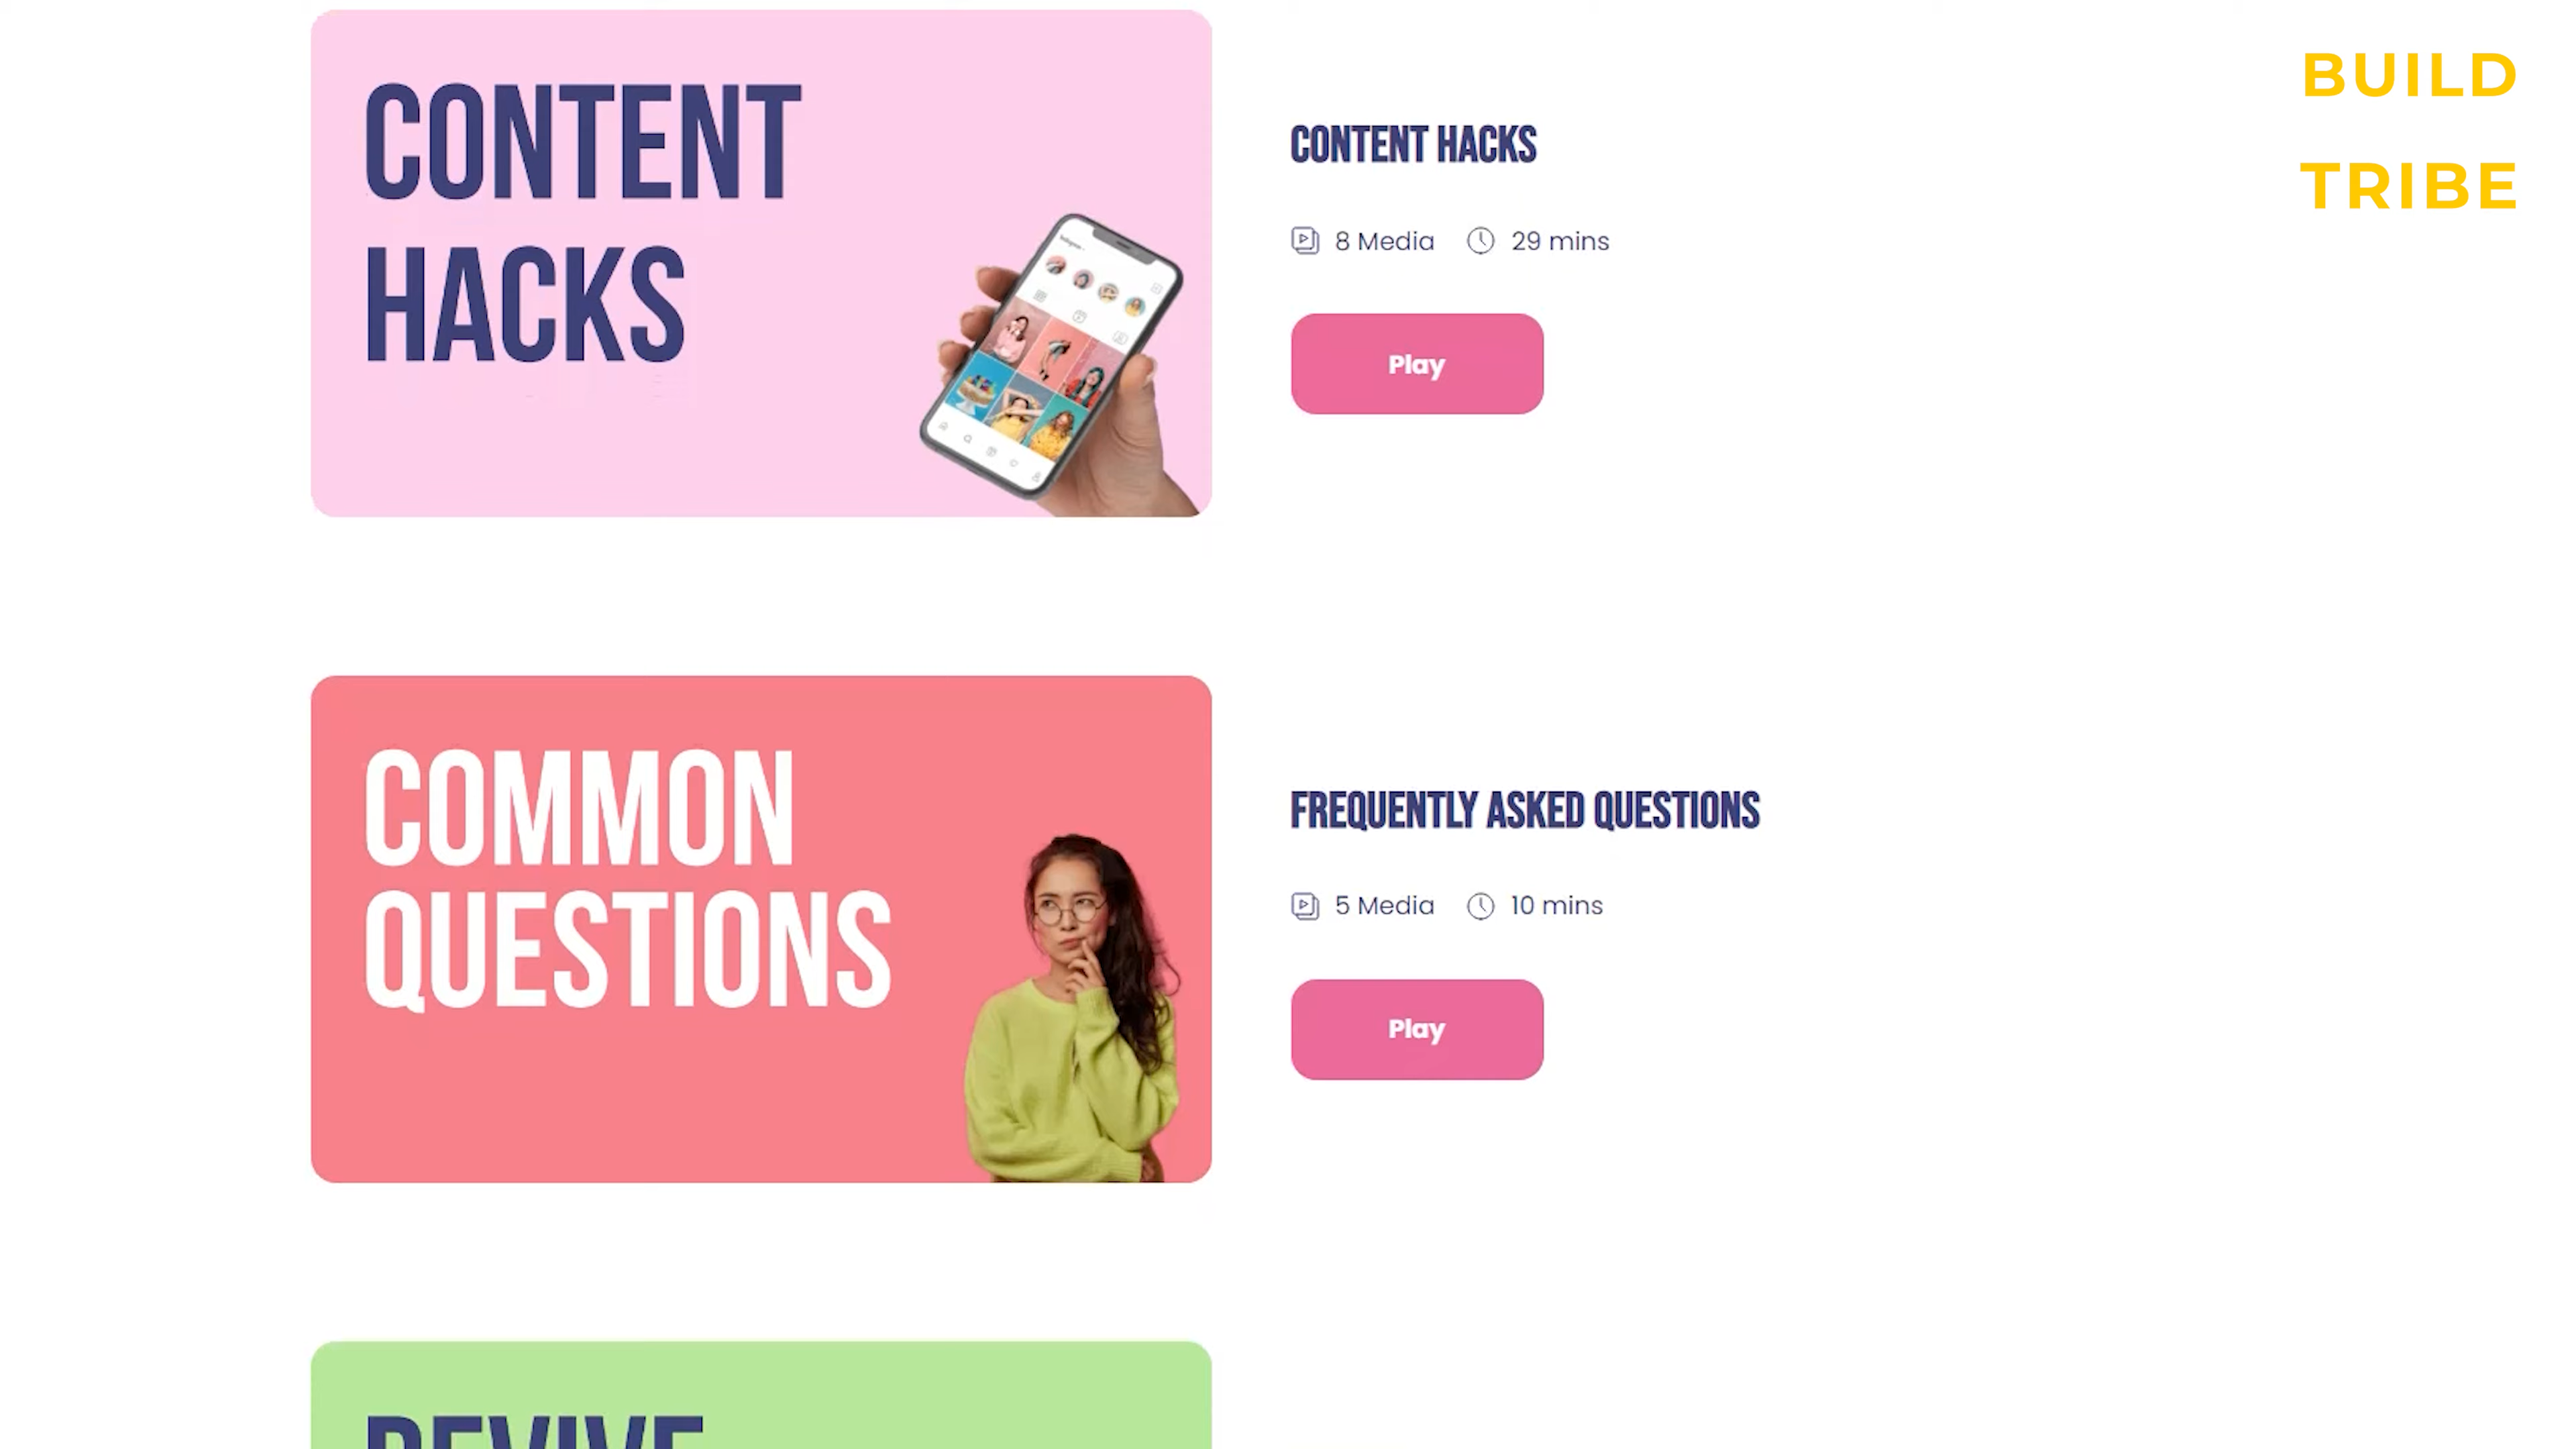 CONTENT
HACKS
CONTENT HACKS
8 Media 29 mins
Play
BUILD
TRIBE
COMMON
QUESTIONS
FREQUENTLY ASKED QUESTIONS
5 Media 10 mins
Play
REVIVE